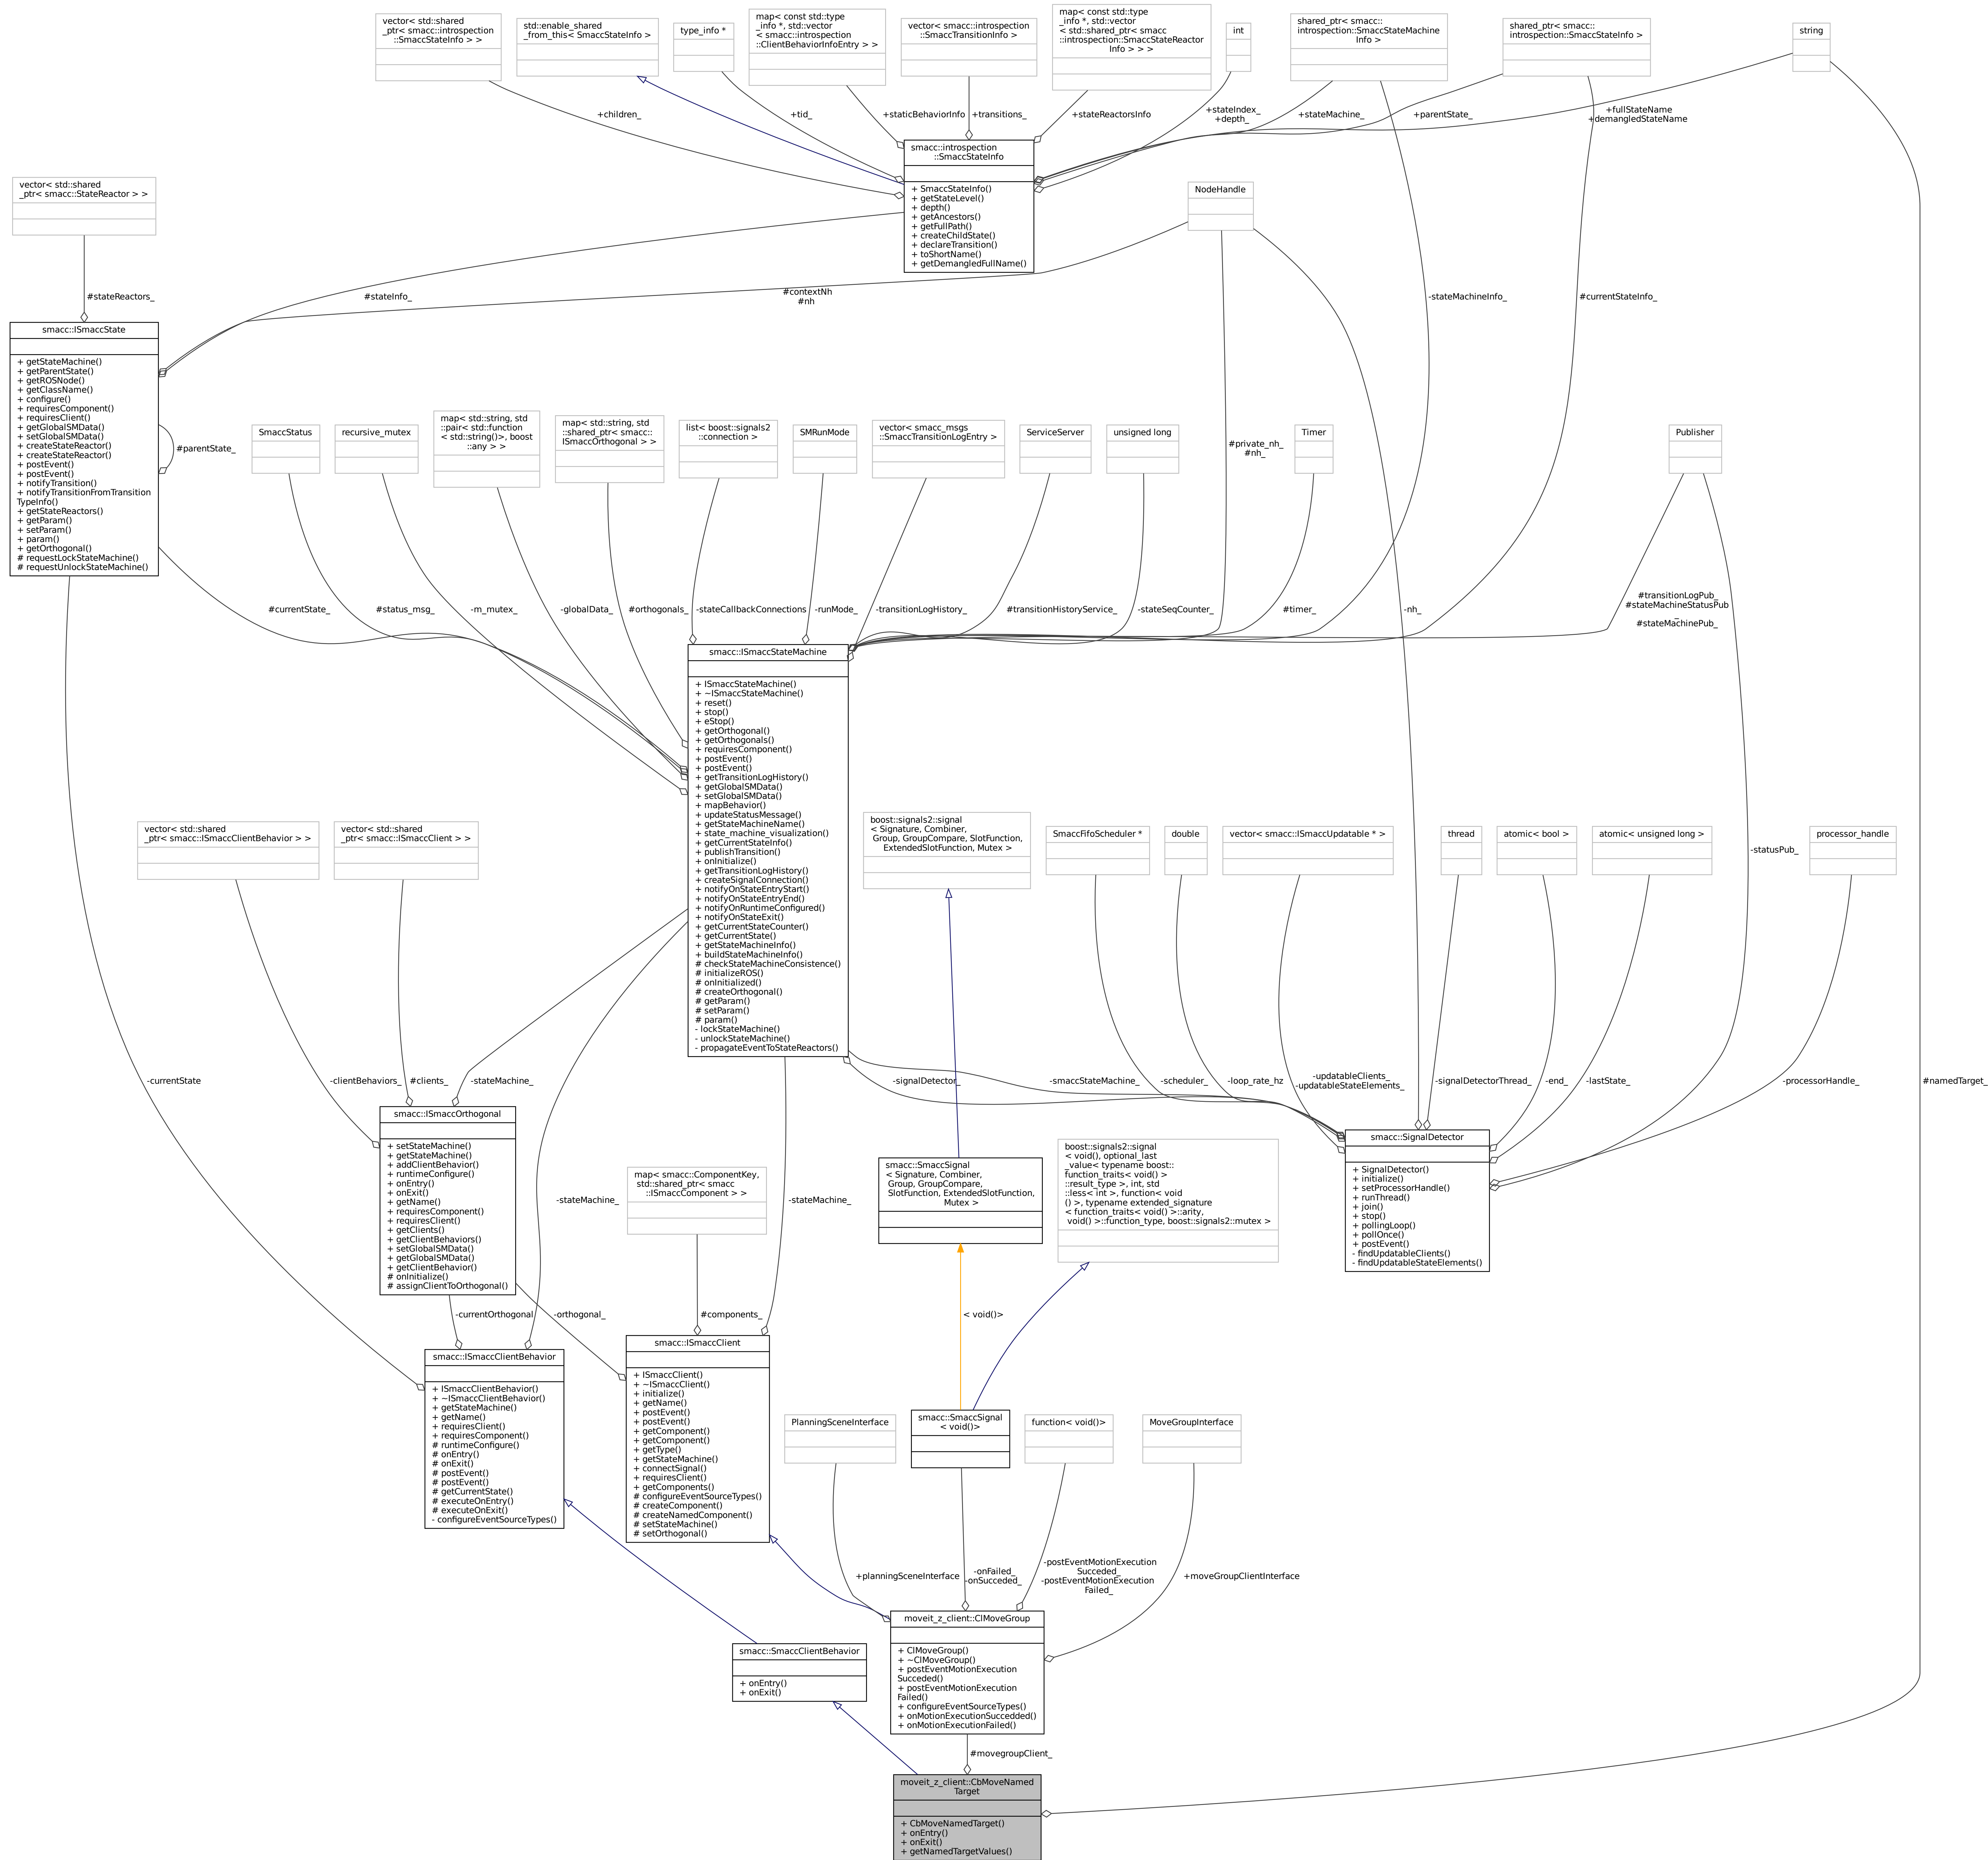 vector< std::shared
_ptr< smacc::introspection
::SmaccStateInfo > >
std::enable_shared
_from_this< SmaccStateInfo >
type_info *
map< const std::type
_info *, std::vector
< smacc::introspection
::ClientBehaviorInfoEntry > >
vector< smacc::introspection
::SmaccTransitionInfo >
map< const std::type
_info *, std::vector
< std::shared_ptr< smacc
::introspection::SmaccStateReactor
Info > > >
int
shared_ptr< smacc::
introspection::SmaccStateMachine
Info >
shared_ptr< smacc::
introspection::SmaccStateInfo >
string
+children_
+tid_
+staticBehaviorInfo
+transitions_
+stateReactorsInfo
+stateIndex_
+depth_
+stateMachine_
+parentState_
+fullStateName
+demangledStateName
smacc::introspection
::SmaccStateInfo
+ SmaccStateInfo()
+ getStateLevel()
+ depth()
+ getAncestors()
+ getFullPath()
+ createChildState()
+ declareTransition()
+ toShortName()
+ getDemangledFullName()
vector< std::shared
_ptr< smacc::StateReactor > >
NodeHandle
#stateReactors_
#stateInfo_
#contextNh
#nh
-stateMachineInfo_
#currentStateInfo_
smacc::ISmaccState
+ getStateMachine()
+ getParentState()
+ getROSNode()
+ getClassName()
+ configure()
+ requiresComponent()
+ requiresClient()
+ getGlobalSMData()
+ setGlobalSMData()
+ createStateReactor()
+ createStateReactor()
+ postEvent()
+ postEvent()
+ notifyTransition()
+ notifyTransitionFromTransition
TypeInfo()
+ getStateReactors()
+ getParam()
+ setParam()
+ param()
+ getOrthogonal()
# requestLockStateMachine()
# requestUnlockStateMachine()
#parentState_
SmaccStatus
recursive_mutex
map< std::string, std
::pair< std::function
< std::string()>, boost
::any > >
map< std::string, std
::shared_ptr< smacc::
ISmaccOrthogonal > >
list< boost::signals2
::connection >
SMRunMode
vector< smacc_msgs
::SmaccTransitionLogEntry >
ServiceServer
unsigned long
#private_nh_
#nh_
Timer
Publisher
#currentState_
#status_msg_
-m_mutex_
-globalData_
#orthogonals_
-stateCallbackConnections
-runMode_
-transitionLogHistory_
#transitionHistoryService_
-stateSeqCounter_
#timer_
-nh_
#transitionLogPub_
#stateMachineStatusPub
_
#stateMachinePub_
smacc::ISmaccStateMachine
+ ISmaccStateMachine()
+ ~ISmaccStateMachine()
+ reset()
+ stop()
+ eStop()
+ getOrthogonal()
+ getOrthogonals()
+ requiresComponent()
+ postEvent()
+ postEvent()
+ getTransitionLogHistory()
+ getGlobalSMData()
+ setGlobalSMData()
+ mapBehavior()
+ updateStatusMessage()
+ getStateMachineName()
+ state_machine_visualization()
+ getCurrentStateInfo()
+ publishTransition()
+ onInitialize()
+ getTransitionLogHistory()
+ createSignalConnection()
+ notifyOnStateEntryStart()
+ notifyOnStateEntryEnd()
+ notifyOnRuntimeConfigured()
+ notifyOnStateExit()
+ getCurrentStateCounter()
+ getCurrentState()
+ getStateMachineInfo()
+ buildStateMachineInfo()
# checkStateMachineConsistence()
# initializeROS()
# onInitialized()
# createOrthogonal()
# getParam()
# setParam()
# param()
- lockStateMachine()
- unlockStateMachine()
- propagateEventToStateReactors()
vector< std::shared
_ptr< smacc::ISmaccClientBehavior > >
vector< std::shared
_ptr< smacc::ISmaccClient > >
boost::signals2::signal
< Signature, Combiner,
Group, GroupCompare, SlotFunction,
ExtendedSlotFunction, Mutex >
SmaccFifoScheduler *
double
vector< smacc::ISmaccUpdatable * >
thread
atomic< bool >
atomic< unsigned long >
-statusPub_
processor_handle
-currentState
-clientBehaviors_
#clients_
-stateMachine_
-signalDetector_
-smaccStateMachine_
-scheduler_
-loop_rate_hz
-updatableClients_
-updatableStateElements_
-signalDetectorThread_
-end_
-lastState_
-processorHandle_
#namedTarget_
smacc::ISmaccOrthogonal
+ setStateMachine()
+ getStateMachine()
+ addClientBehavior()
+ runtimeConfigure()
+ onEntry()
+ onExit()
+ getName()
+ requiresComponent()
+ requiresClient()
+ getClients()
+ getClientBehaviors()
+ setGlobalSMData()
+ getGlobalSMData()
+ getClientBehavior()
# onInitialize()
# assignClientToOrthogonal()
-stateMachine_
map< smacc::ComponentKey,
std::shared_ptr< smacc
::ISmaccComponent > >
-stateMachine_
smacc::SmaccSignal
< Signature, Combiner,
Group, GroupCompare,
SlotFunction, ExtendedSlotFunction,
Mutex >
boost::signals2::signal
< void(), optional_last
_value< typename boost::
function_traits< void() >
::result_type >, int, std
::less< int >, function< void
() >, typename extended_signature
< function_traits< void() >::arity,
void() >::function_type, boost::signals2::mutex >
smacc::SignalDetector
+ SignalDetector()
+ initialize()
+ setProcessorHandle()
+ runThread()
+ join()
+ stop()
+ pollingLoop()
+ pollOnce()
+ postEvent()
- findUpdatableClients()
- findUpdatableStateElements()
-currentOrthogonal
-orthogonal_
#components_
< void()>
smacc::ISmaccClientBehavior
+ ISmaccClientBehavior()
+ ~ISmaccClientBehavior()
+ getStateMachine()
+ getName()
+ requiresClient()
+ requiresComponent()
# runtimeConfigure()
# onEntry()
# onExit()
# postEvent()
# postEvent()
# getCurrentState()
# executeOnEntry()
# executeOnExit()
- configureEventSourceTypes()
smacc::ISmaccClient
+ ISmaccClient()
+ ~ISmaccClient()
+ initialize()
+ getName()
+ postEvent()
+ postEvent()
+ getComponent()
+ getComponent()
+ getType()
+ getStateMachine()
+ connectSignal()
+ requiresClient()
+ getComponents()
# configureEventSourceTypes()
# createComponent()
# createNamedComponent()
# setStateMachine()
# setOrthogonal()
PlanningSceneInterface
smacc::SmaccSignal
< void()>
function< void()>
MoveGroupInterface
+planningSceneInterface
-onFailed_
-onSucceded_
-postEventMotionExecution
Succeded_
-postEventMotionExecution
Failed_
+moveGroupClientInterface
smacc::SmaccClientBehavior
+ onEntry()
+ onExit()
moveit_z_client::ClMoveGroup
+ ClMoveGroup()
+ ~ClMoveGroup()
+ postEventMotionExecution
Succeded()
+ postEventMotionExecution
Failed()
+ configureEventSourceTypes()
+ onMotionExecutionSuccedded()
+ onMotionExecutionFailed()
#movegroupClient_
moveit_z_client::CbMoveNamed
Target
+ CbMoveNamedTarget()
+ onEntry()
+ onExit()
+ getNamedTargetValues()